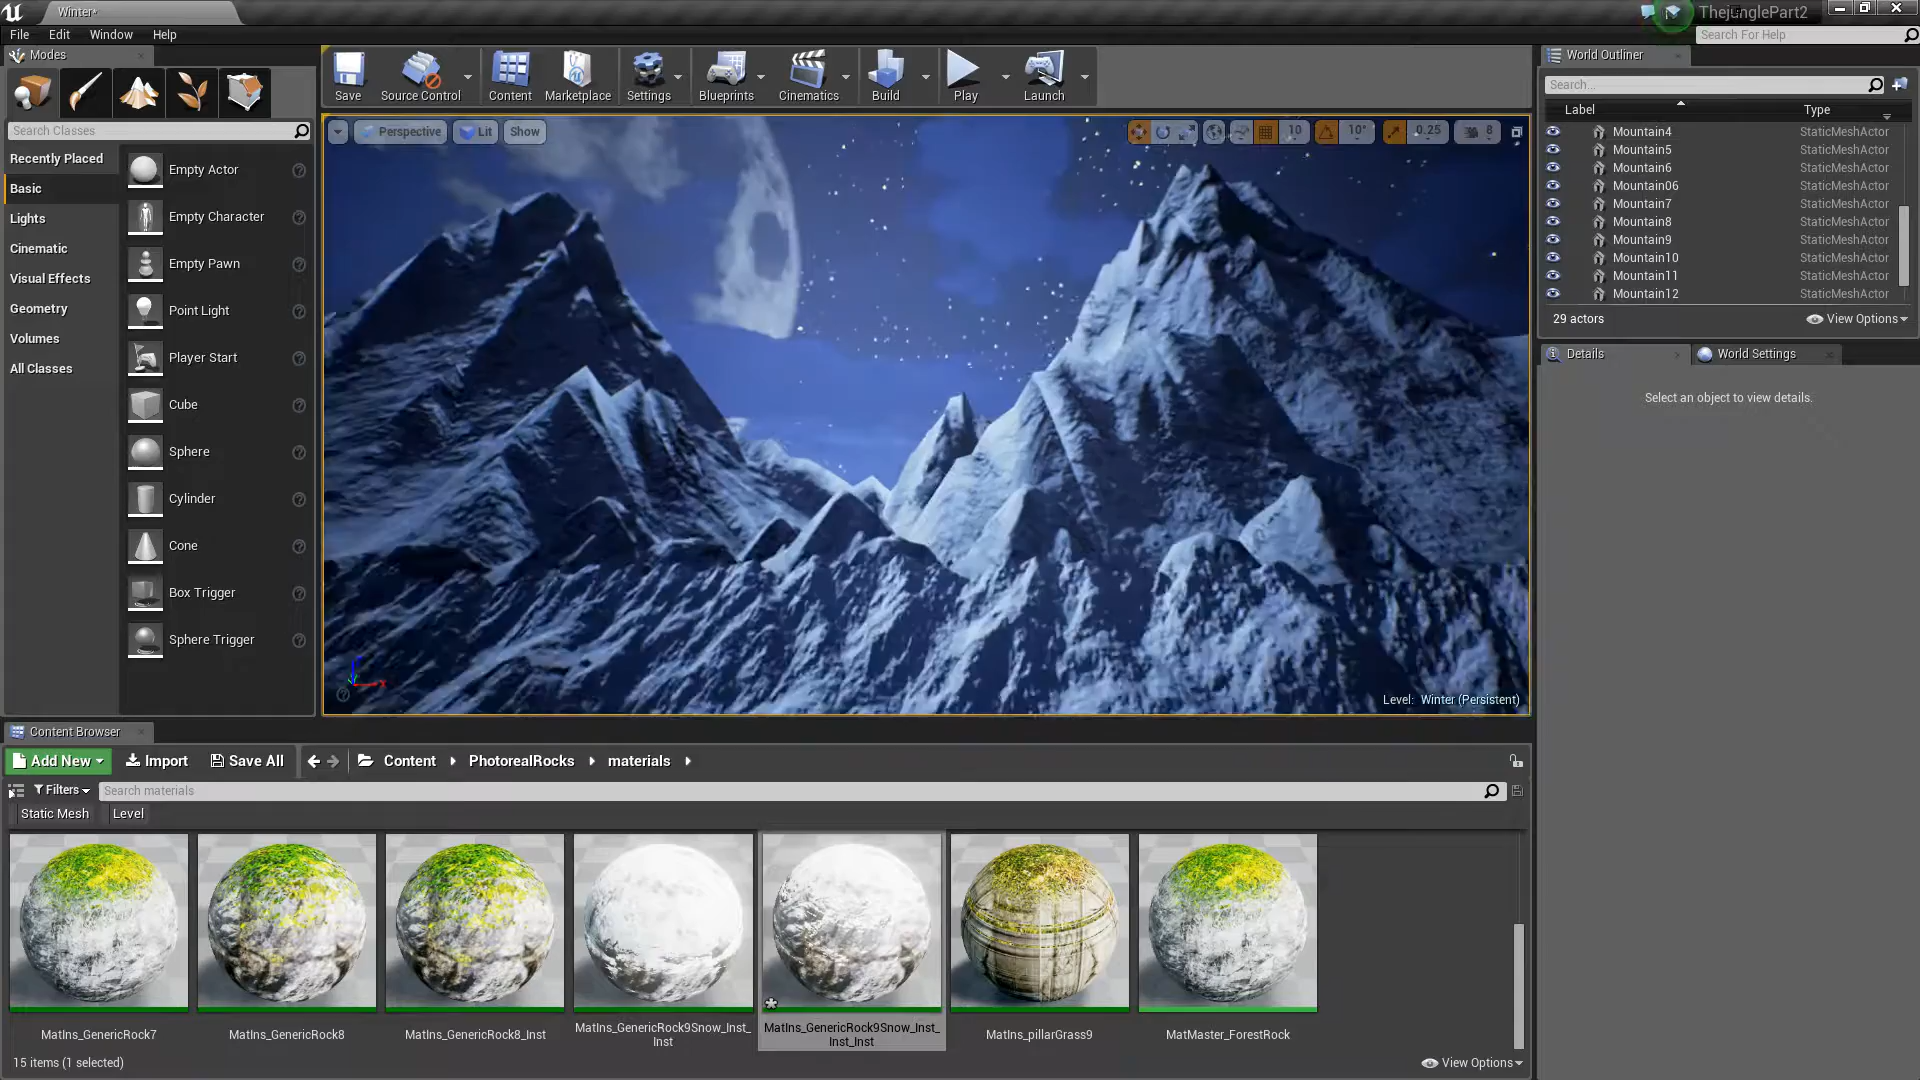 Winter*
ThejunglePart2
File Edit Window Help
Search For Help
Modes
Save
Source Control
Content
Marketplace
Settings
Blueprints
Cinematics
Build
Play
Launch
World Outliner
Search...
Label Type
Search Classes
Perspective
Lit
Show
10
10°
0.25
8
Recently Placed
Basic
Lights
Cinematic
Visual Effects
Geometry
Volumes
All Classes
Empty Actor
Empty Character
Empty Pawn
Point Light
Player Start
Cube
Sphere
Cylinder
Cone
Box Trigger
Sphere Trigger
Mountain4 StaticMeshActor
Mountain5 StaticMeshActor
Mountain6 StaticMeshActor
Mountain06 StaticMeshActor
Mountain7 StaticMeshActor
Mountain8 StaticMeshActor
Mountain9 StaticMeshActor
Mountain10 StaticMeshActor
Mountain11 StaticMeshActor
Mountain12 StaticMeshActor
29 actors
View Options
Details
World Settings
Select an object to view details.
X
Level: Winter (Persistent)
Content Browser
Add New
Import
Save All
Content
PhotorealRocks
materials
Filters
Search materials
Static Mesh
Level
MatIns_GenericRock7
MatIns_GenericRock8
MatIns_GenericRock8_Inst
MatIns_GenericRock9Snow_Inst_
Inst
MatIns_GenericRock9Snow_Inst_
Inst_Inst
MatIns_pillarGrass9
MatMaster_ForestRock
15 items (1 selected)
View Options